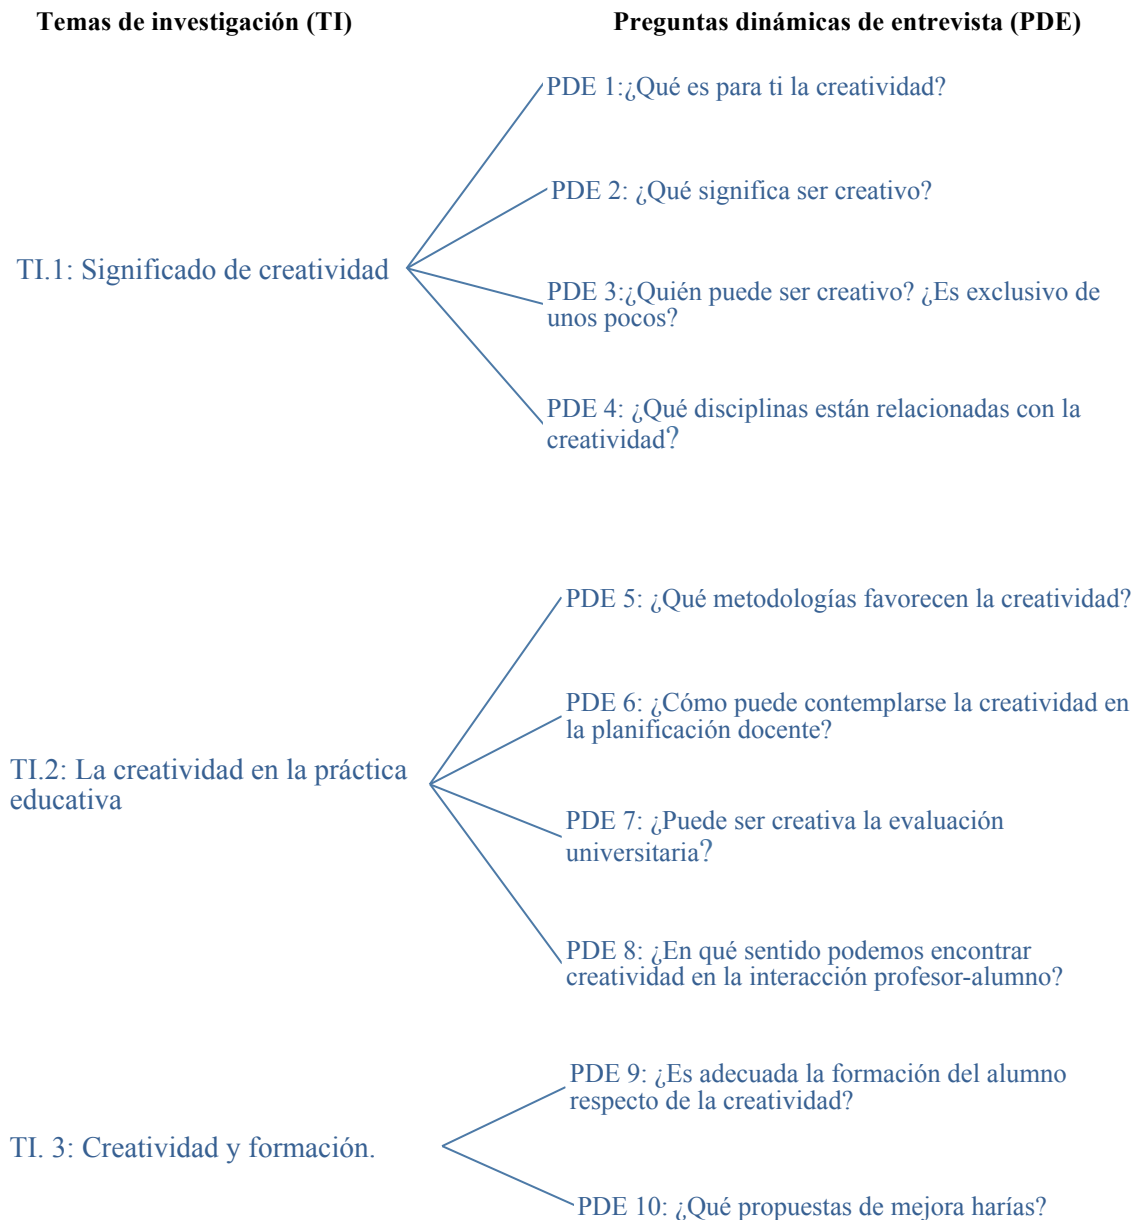 Temas de investigación (TI)
Preguntas dinámicas de entrevista (PDE)
TI.1: Significado de creatividad
PDE 1:¿Qué es para ti la creatividad?
PDE 2: ¿Qué significa ser creativo?
PDE 3:¿Quién puede ser creativo? ¿Es exclusivo de
unos pocos?
PDE 4: ¿Qué disciplinas están relacionadas con la
creatividad?
TI.2: La creatividad en la práctica
educativa
PDE 5: ¿Qué metodologías favorecen la creatividad?
PDE 6: ¿Cómo puede contemplarse la creatividad en
la planificación docente?
PDE 7: ¿Puede ser creativa la evaluación
universitaria?
PDE 8: ¿En qué sentido podemos encontrar
creatividad en la interacción profesor-alumno?
TI. 3: Creatividad y formación.
PDE 9: ¿Es adecuada la formación del alumno
respecto de la creatividad?
PDE 10: ¿Qué propuestas de mejora harías?